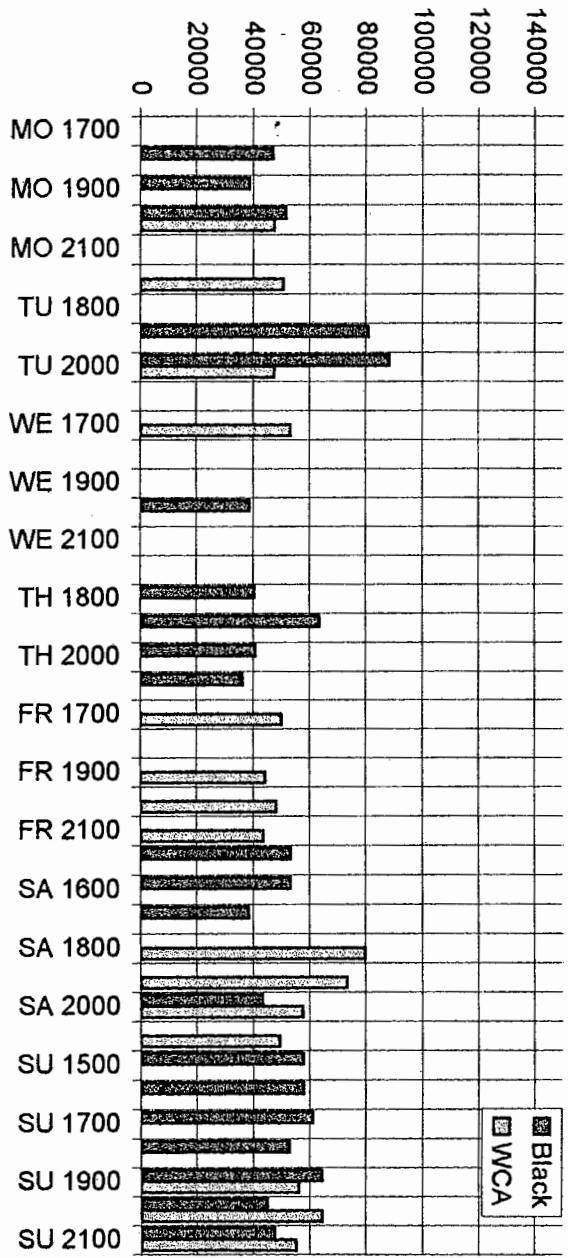 140000
120000
100000
80000
60000
40000
20000
0
MO 1700
MO 1900
MO 2100
TU 1800
TU 2000
WE 1700
WE 1900
WE 2100
TH 1800
TH 2000
FR 1700
FR 1900
FR 2100
SA 1600
SA 1800
SA 2000
SU 1500
SU 1700
SU 1900
SU 2100
Black
WCA